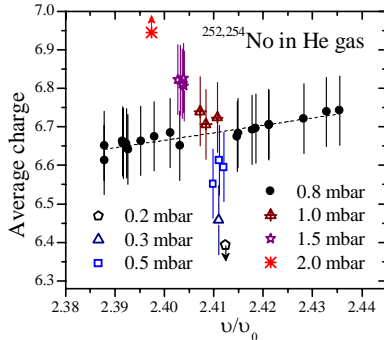 7.0
6.9
6.8
6.7
6.6
6.5
6.4
6.3
Average charge
252,254No in He gas
0.2 mbar
0.3 mbar
0.5 mbar
0.8 mbar
1.0 mbar
1.5 mbar
2.0 mbar
2.38 2.39 2.40 2.41 2.42 2.43 2.44
υ/υ0